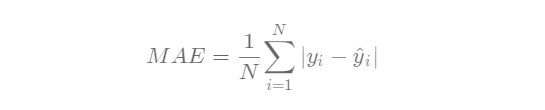 MAE = \frac{1}{N} \sum_{i=1}^{N} |y_i - \hat{y}_i|